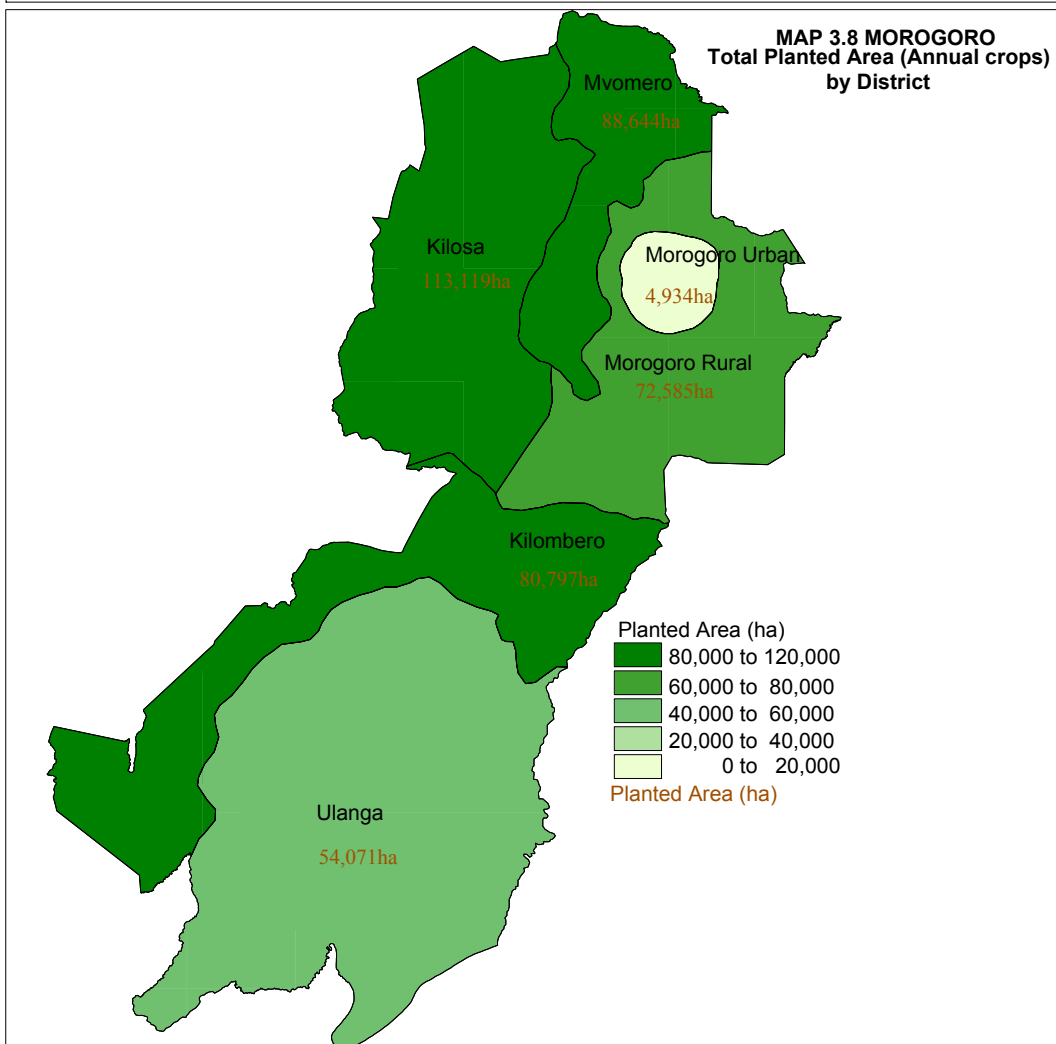 MAP 3.8 MOROGORO
Total Planted Area (Annual crops)
by District
Mvomero
88,644ha
Kilosa
113,119ha
Morogoro Urban
4,934ha
Morogoro Rural
72,585ha
Kilombero
80,797ha
Planted Area (ha)
80,000 to 120,000
60,000 to 80,000
40,000 to 60,000
20,000 to 40,000
0 to 20,000
Planted Area (ha)
Ulanga
54,071ha